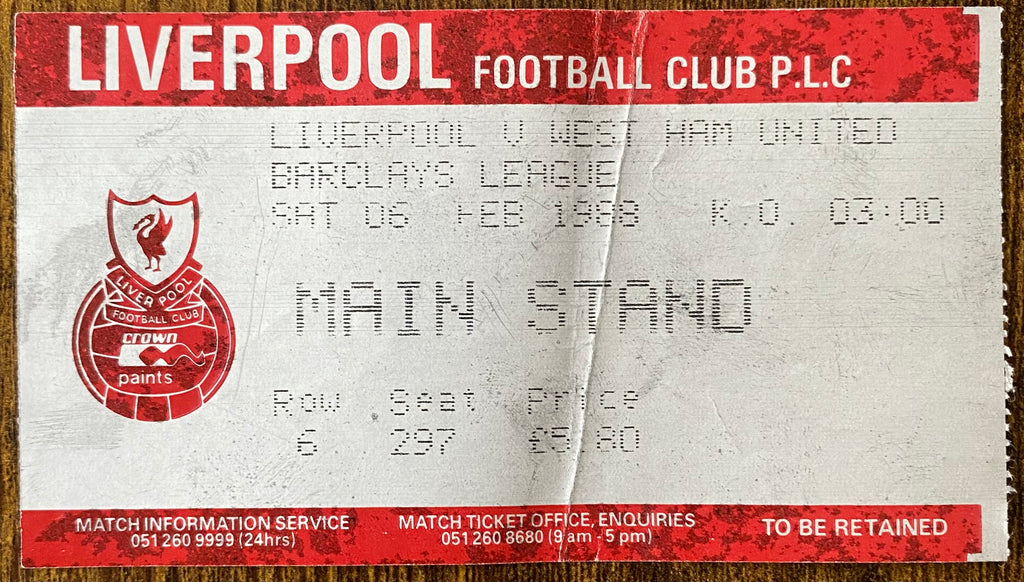 LIVERPOOL FOOTBALL CLUB P.L.C
LIVERPOOL V WEST HAM UNITED
BARCLAYS LEAGUE
SAT 06 FEB 1988 K.O. 03:00
MAIN STAND
LIVERPOOL
FOOTBALL CLUB
crown
paints
Row Seat Price
6 297 £5.80
MATCH INFORMATION SERVICE
051 260 9999 (24hrs)
MATCH TICKET OFFICE, ENQUIRIES
051 260 8680 (9 am - 5 pm)
TO BE RETAINED